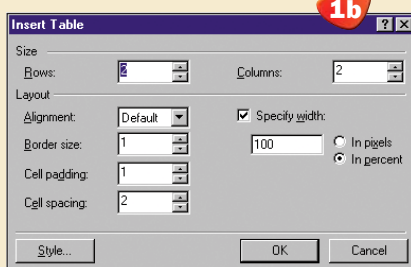 1b
Insert Table
Size
Rows: 2 Columns: 2
Layout
Alignment: Default Specify width:
Border size: 1 100 In pixels
In percent
Cell padding: 1
Cell spacing: 2
Style... OK Cancel